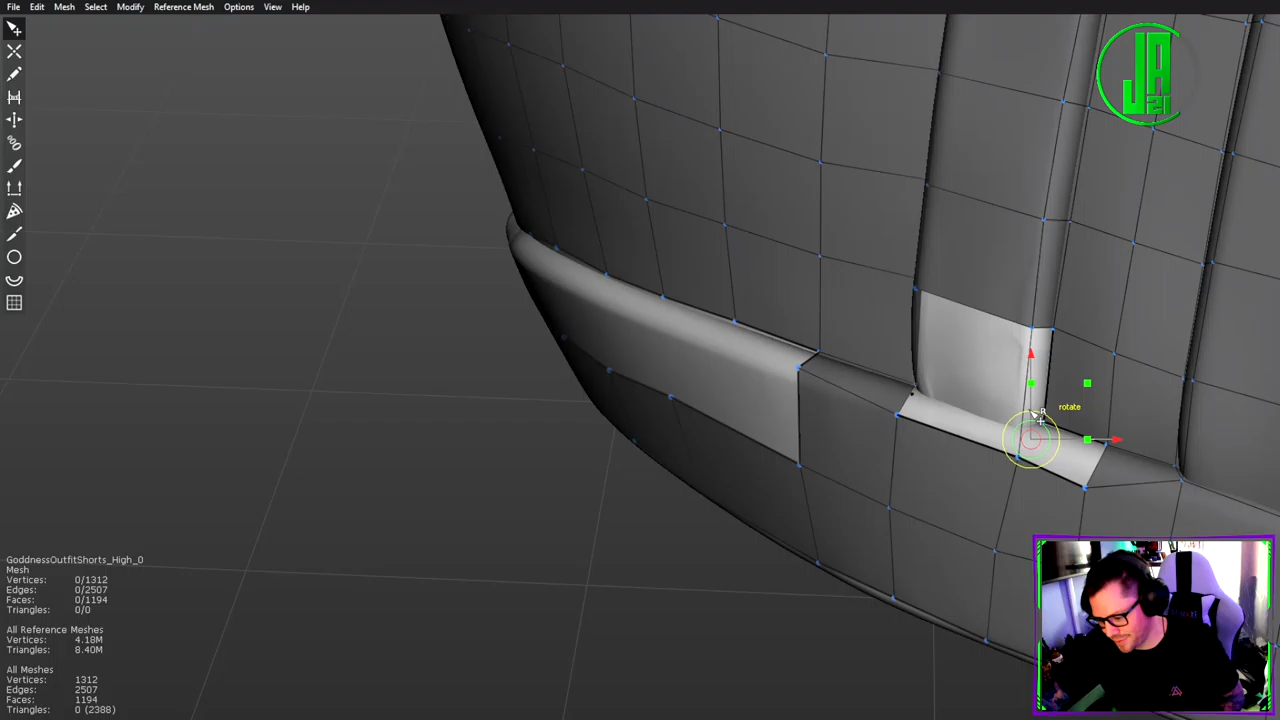 File Edit Mesh Select Modify Reference Mesh Options View Help
JA
21
R
rotate
GoddnessOutfitShorts_High_0
Mesh
Vertices: 0/1312
Edges: 0/2507
Faces: 0/1194
Triangles: 0/0
All Reference Meshes
Vertices: 4.18M
Triangles: 8.40M
All Meshes
Vertices: 1312
Edges: 2507
Faces: 1194
Triangles: 0 (2388)